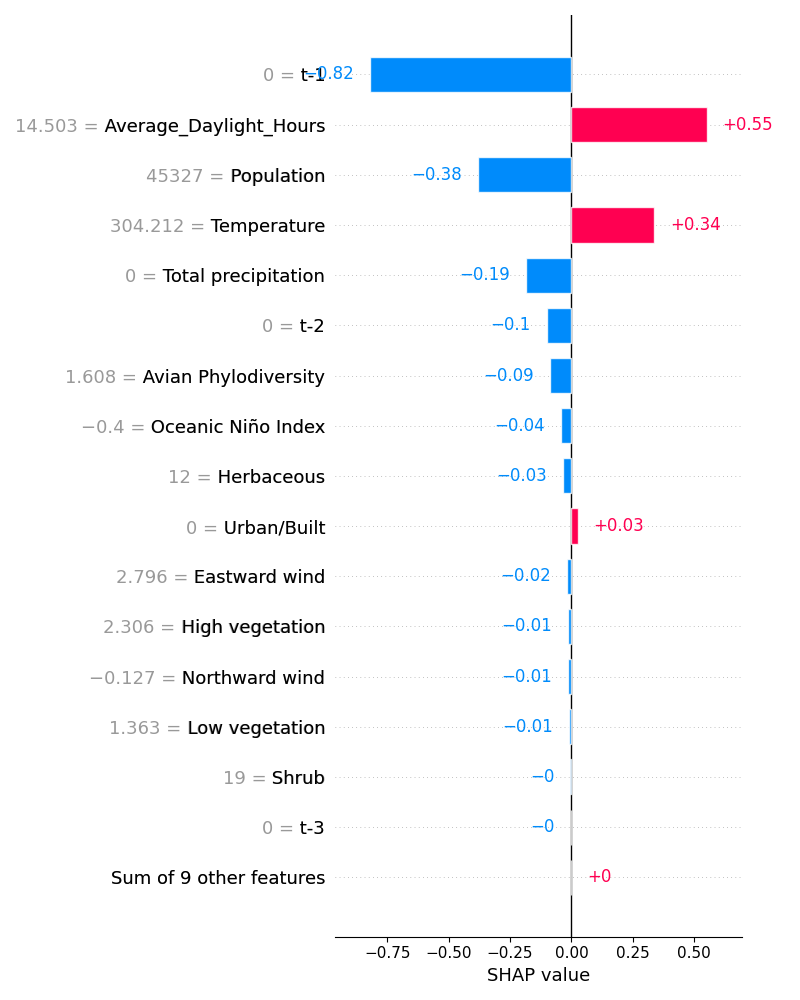 0 = t-1 −0.82
14.503 = Average_Daylight_Hours +0.55
45327 = Population −0.38
304.212 = Temperature +0.34
0 = Total precipitation −0.19
0 = t-2 −0.1
1.608 = Avian Phylodiversity −0.09
−0.4 = Oceanic Niño Index −0.04
12 = Herbaceous −0.03
0 = Urban/Built +0.03
2.796 = Eastward wind −0.02
2.306 = High vegetation −0.01
−0.127 = Northward wind −0.01
1.363 = Low vegetation −0.01
19 = Shrub −0
0 = t-3 −0
Sum of 9 other features +0
−0.75 −0.50 −0.25 0.00 0.25 0.50
SHAP value